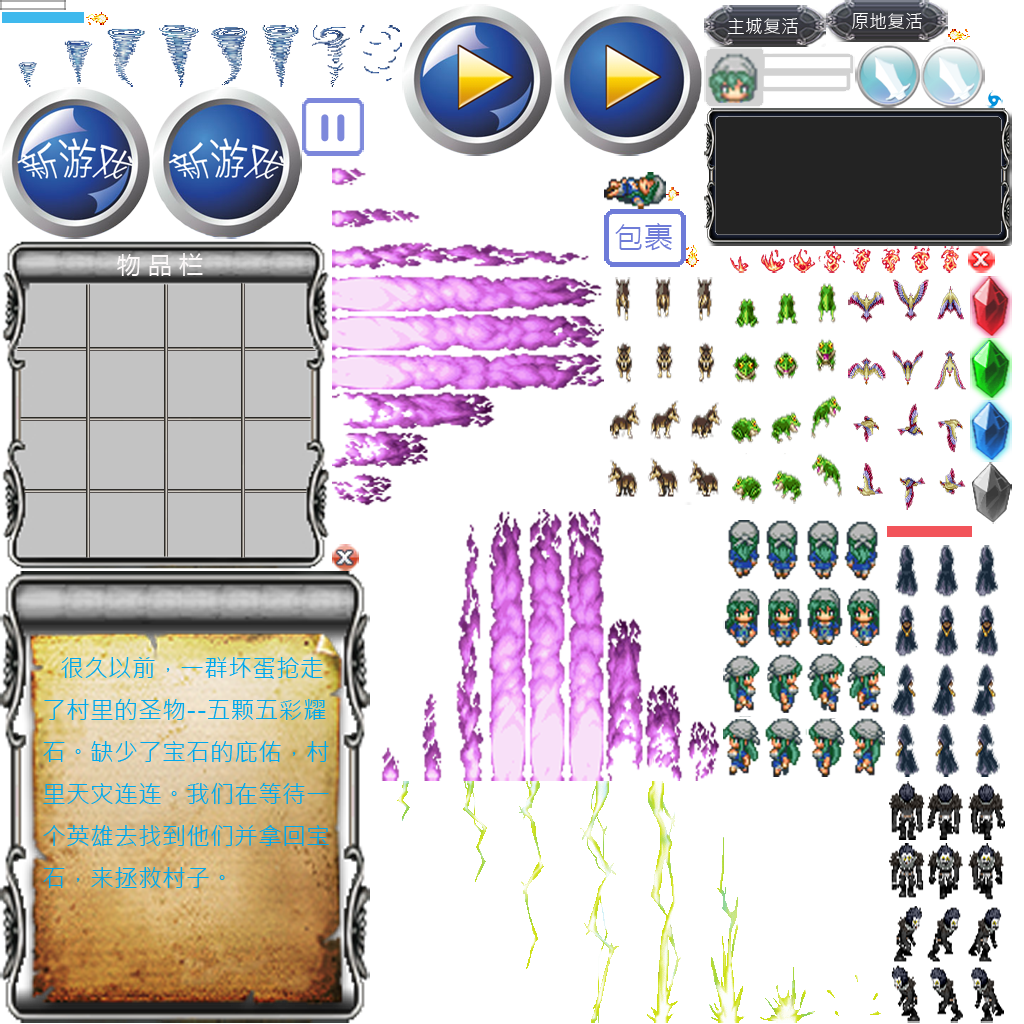 主城复活
原地复活
新游戏
新游戏
包裹
物品栏
很久以前，一群坏蛋抢走
了村里的圣物--五颗五彩耀
石。缺少了宝石的庇佑，村
里天灾连连。我们在等待一
个英雄去找到他们并拿回宝
石，来拯救村子。